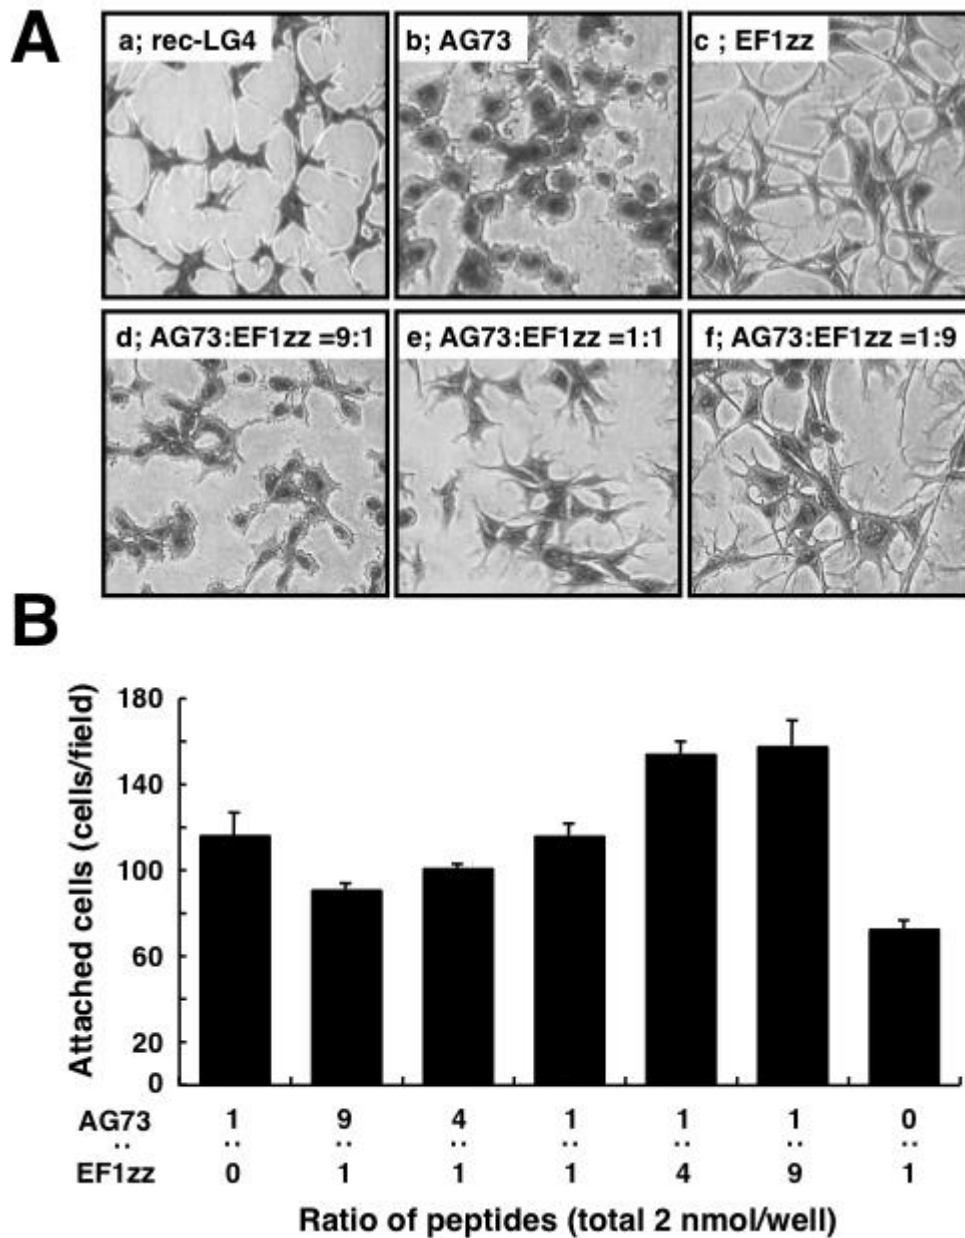 A
a; rec-LG4
b; AG73
c ; EF1zz
d; AG73:EF1zz =9:1
e; AG73:EF1zz =1:1
f; AG73:EF1zz =1:9
B
Attached cells (cells/field)
180
140
100
60
20
0
AG73 1 9 4 1 1 1 0
.. .. .. .. .. .. .. ..
EF1zz 0 1 1 1 4 9 1
Ratio of peptides (total 2 nmol/well)